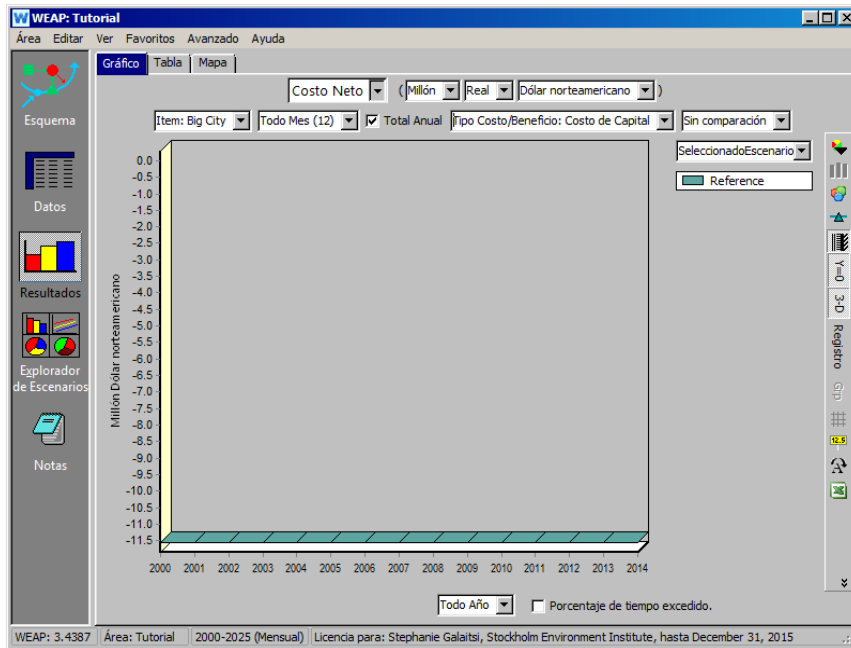 WEAP: Tutorial
Área Editar Ver Favoritos Avanzado Ayuda
Gráfico Tabla Mapa
Costo Neto ( Millón Real Dólar norteamericano )
Item: Big City Todo Mes (12) Total Anual Tipo Costo/Beneficio: Costo de Capital Sin comparación
SeleccionadoEscenario
Reference
Esquema
Datos
Resultados
Explorador
de Escenarios
Notas
Millón Dólar norteamericano
0.0
-0.5
-1.0
-1.5
-2.0
-2.5
-3.0
-3.5
-4.0
-4.5
-5.0
-5.5
-6.0
-6.5
-7.0
-7.5
-8.0
-8.5
-9.0
-9.5
-10.0
-10.5
-11.0
-11.5
2000 2001 2002 2003 2004 2005 2006 2007 2008 2009 2010 2011 2012 2013 2014
Y=0
3-D
Registro
Grp
12.5
A
Todo Año Porcentaje de tiempo excedido.
WEAP: 3.4387 Área: Tutorial 2000-2025 (Mensual) Licencia para: Stephanie Galaitsi, Stockholm Environment Institute, hasta December 31, 2015